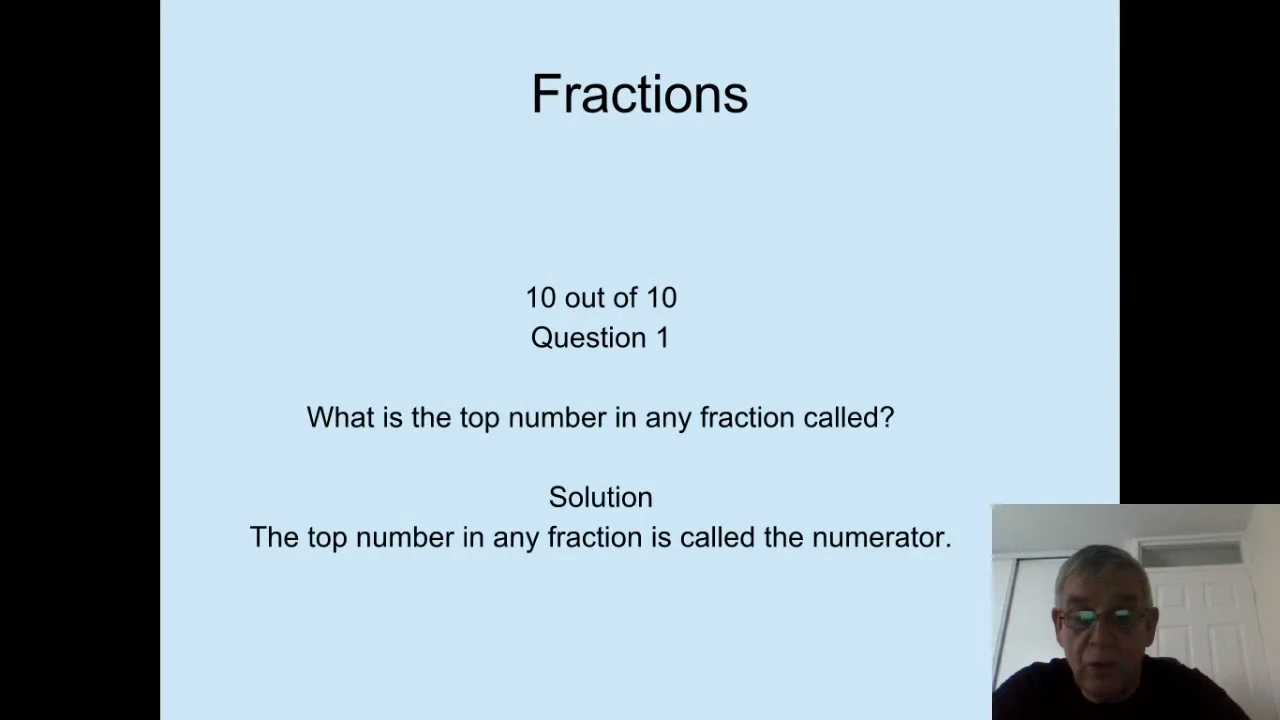 Fractions
10 out of 10
Question 1
What is the top number in any fraction called?
Solution
The top number in any fraction is called the numerator.